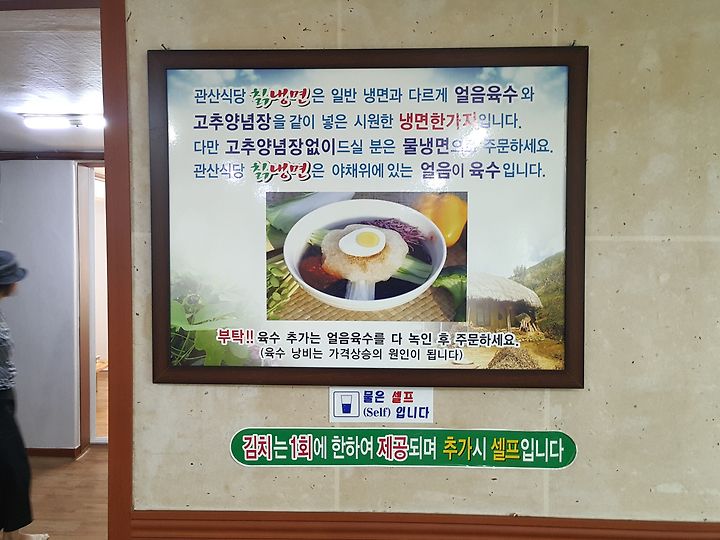 관산식당 칡냉면은 일반 냉면과 다르게 얼음육수와
고추양념장을 같이 넣은 시원한 냉면한가지입니다.
다만 고추양념장없이드실 분은 물냉면으로 주문하세요.
관산식당 칡냉면은 야채위에있는 얼음이 육수입니다.
부탁!! 육수 추가는 얼음육수를 다 녹인 후 주문하세요.
(육수 낭비는 가격상승의 원인이 됩니다)
물은 셀프
(Self) 입니다
김치는1회에 한하여 제공되며 추가시 셀프입니다